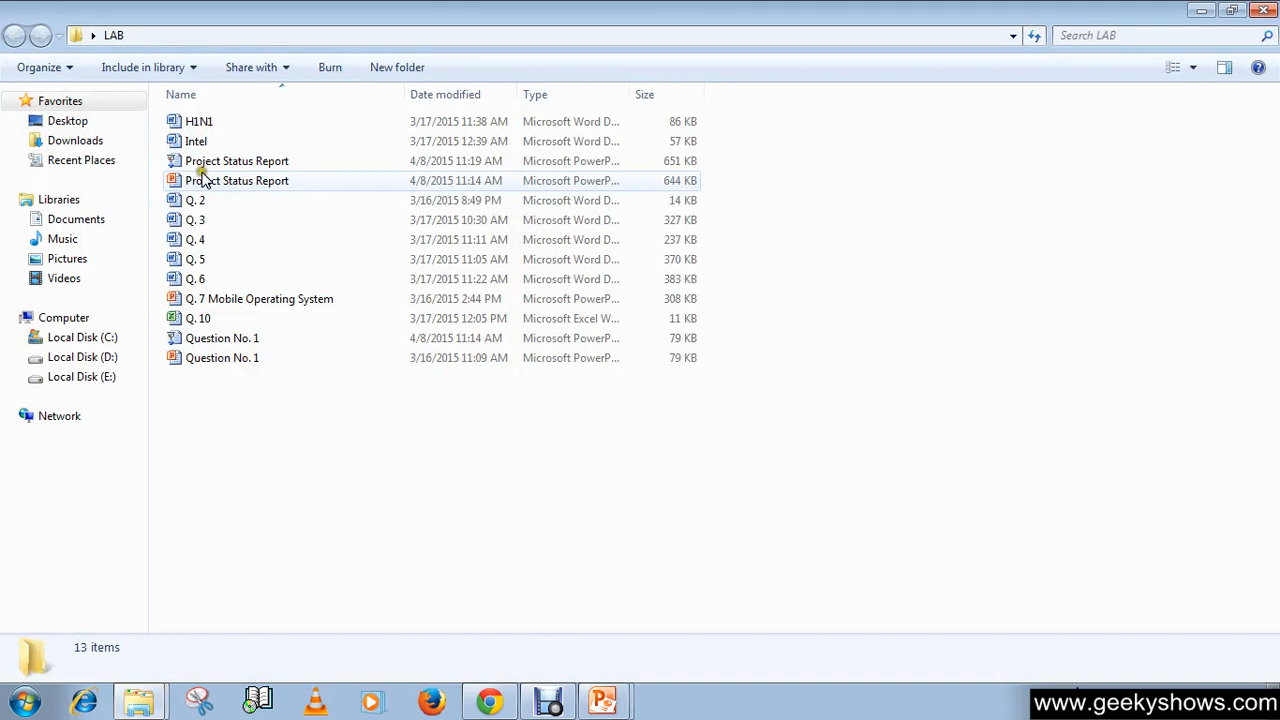 LAB
Search LAB
Organize Include in library Share with Burn New folder
Name Date modified Type Size
Favorites
Desktop
Downloads
Recent Places
Libraries
Documents
Music
Pictures
Videos
Computer
Local Disk (C:)
Local Disk (D:)
Local Disk (E:)
Network
H1N1 3/17/2015 11:38 AM Microsoft Word D... 86 KB
Intel 3/17/2015 12:39 AM Microsoft Word D... 57 KB
Project Status Report 4/8/2015 11:19 AM Microsoft PowerP... 651 KB
Project Status Report 4/8/2015 11:14 AM Microsoft PowerP... 644 KB
Q. 2 3/16/2015 8:49 PM Microsoft Word D... 14 KB
Q. 3 3/17/2015 10:30 AM Microsoft Word D... 327 KB
Q. 4 3/17/2015 11:11 AM Microsoft Word D... 237 KB
Q. 5 3/17/2015 11:05 AM Microsoft Word D... 370 KB
Q. 6 3/17/2015 11:22 AM Microsoft Word D... 383 KB
Q. 7 Mobile Operating System 3/16/2015 2:44 PM Microsoft PowerP... 308 KB
Q. 10 3/17/2015 12:05 PM Microsoft Excel W... 11 KB
Question No. 1 4/8/2015 11:14 AM Microsoft PowerP... 79 KB
Question No. 1 3/16/2015 11:09 AM Microsoft PowerP... 79 KB
13 items
www.geekyshows.com